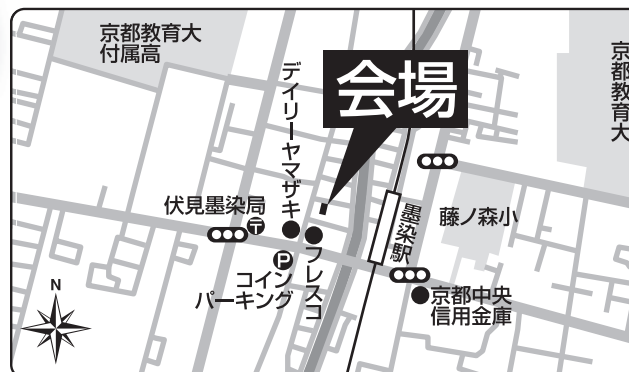 京都教育大
付属高
デイリーヤマザキ
会場
京都教育大
伏見墨染局
〒
P
コイン
パーキング
フレスコ
墨染駅
藤ノ森小
京都中央
信用金庫
N